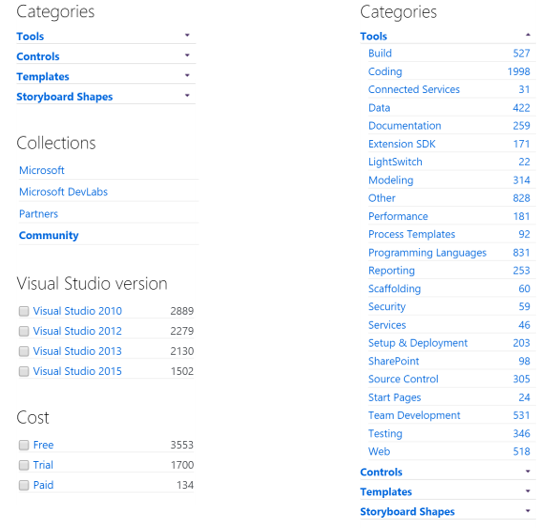 Categories
Tools
Controls
Templates
Storyboard Shapes
Collections
Microsoft
Microsoft DevLabs
Partners
Community
Visual Studio version
Visual Studio 2010 2889
Visual Studio 2012 2279
Visual Studio 2013 2130
Visual Studio 2015 1502
Cost
Free 3553
Trial 1700
Paid 134
Categories
Tools
Build 527
Coding 1998
Connected Services 31
Data 422
Documentation 259
Extension SDK 171
LightSwitch 22
Modeling 314
Other 828
Performance 181
Process Templates 92
Programming Languages 831
Reporting 253
Scaffolding 60
Security 59
Services 46
Setup & Deployment 203
SharePoint 98
Source Control 305
Start Pages 24
Team Development 531
Testing 346
Web 518
Controls
Templates
Storyboard Shapes